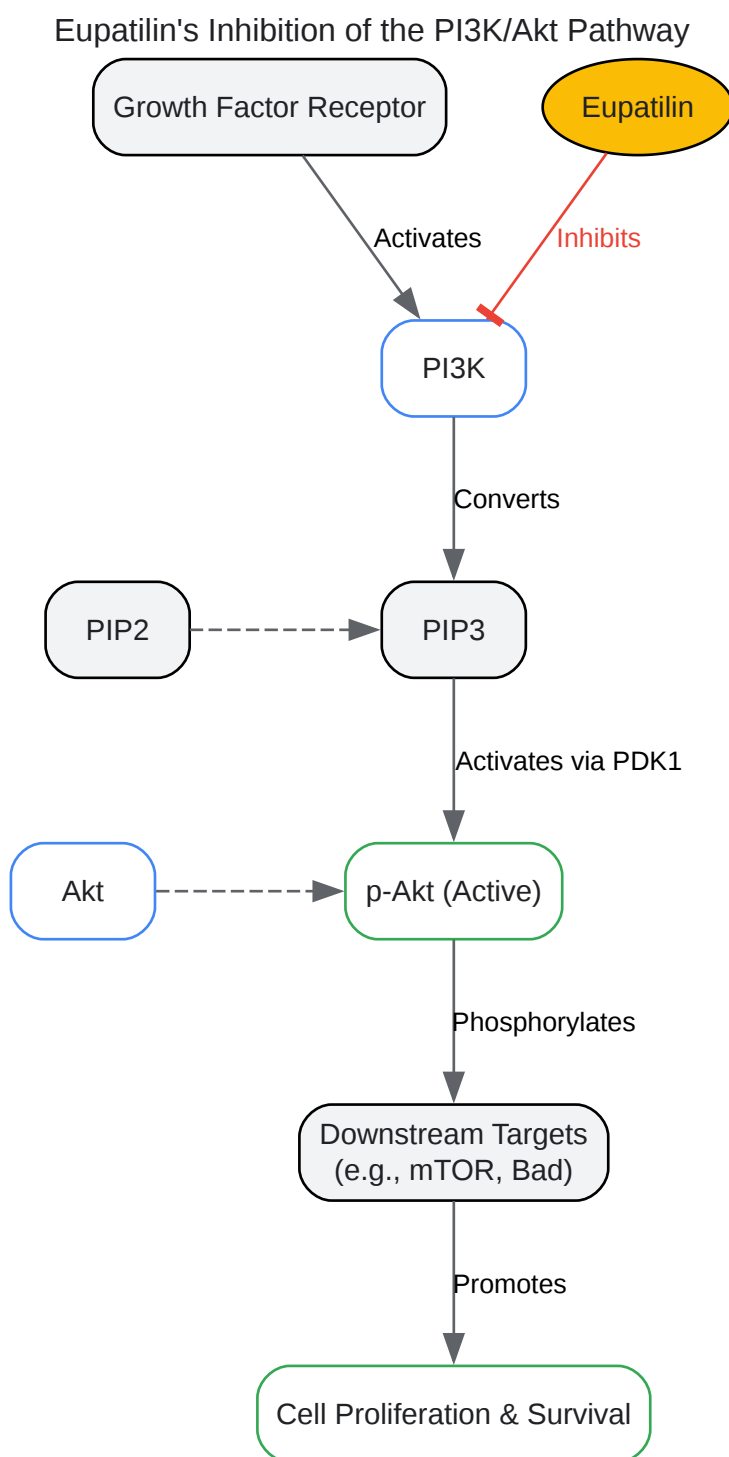 Eupatilin's Inhibition of the PI3K/Akt Pathway
Growth Factor Receptor
Eupatilin
Activates
Inhibits
PI3K
Converts
PIP2
PIP3
Activates via PDK1
Akt
p-Akt (Active)
Phosphorylates
Downstream Targets
(e.g., mTOR, Bad)
Promotes
Cell Proliferation & Survival